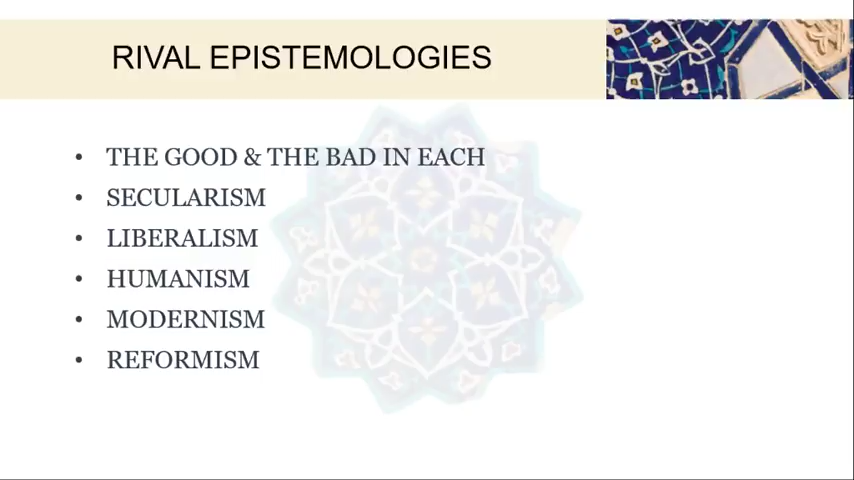 RIVAL EPISTEMOLOGIES
• THE GOOD & THE BAD IN EACH
• SECULARISM
• LIBERALISM
• HUMANISM
• MODERNISM
• REFORMISM